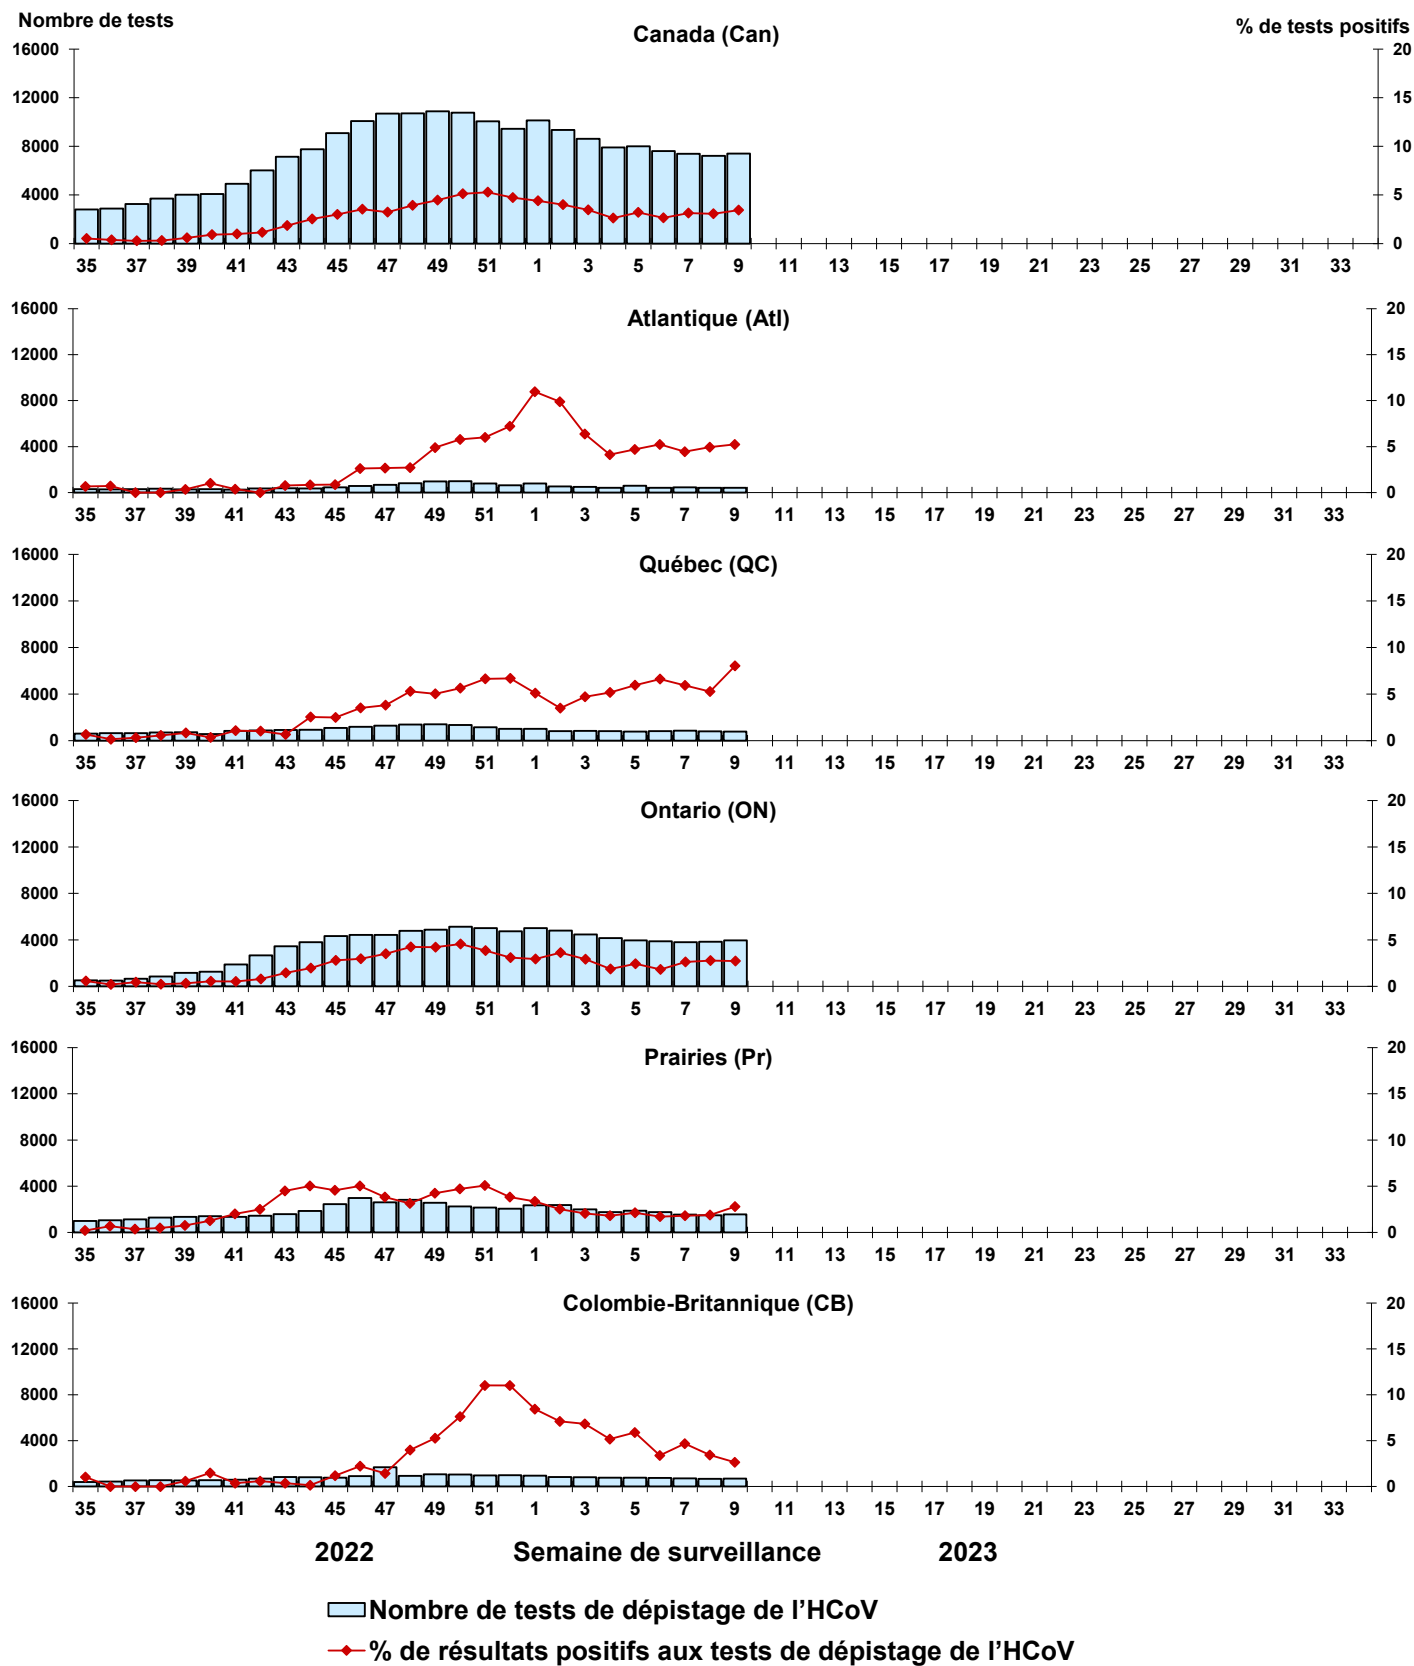 Nombre de tests
Canada (Can)
% de tests positifs
16000 20
12000 15
8000 10
4000 5
0 0
35 37 39 41 43 45 47 49 51 1 3 5 7 9 11 13 15 17 19 21 23 25 27 29 31 33
Atlantique (Atl)
16000 20
12000 15
8000 10
4000 5
0 0
35 37 39 41 43 45 47 49 51 1 3 5 7 9 11 13 15 17 19 21 23 25 27 29 31 33
Québec (QC)
16000 20
12000 15
8000 10
4000 5
0 0
35 37 39 41 43 45 47 49 51 1 3 5 7 9 11 13 15 17 19 21 23 25 27 29 31 33
Ontario (ON)
16000 20
12000 15
8000 10
4000 5
0 0
35 37 39 41 43 45 47 49 51 1 3 5 7 9 11 13 15 17 19 21 23 25 27 29 31 33
Prairies (Pr)
16000 20
12000 15
8000 10
4000 5
0 0
35 37 39 41 43 45 47 49 51 1 3 5 7 9 11 13 15 17 19 21 23 25 27 29 31 33
Colombie-Britannique (CB)
16000 20
12000 15
8000 10
4000 5
0 0
35 37 39 41 43 45 47 49 51 1 3 5 7 9 11 13 15 17 19 21 23 25 27 29 31 33
2022 Semaine de surveillance 2023
Nombre de tests de dépistage de l’HCoV
% de résultats positifs aux tests de dépistage de l’HCoV